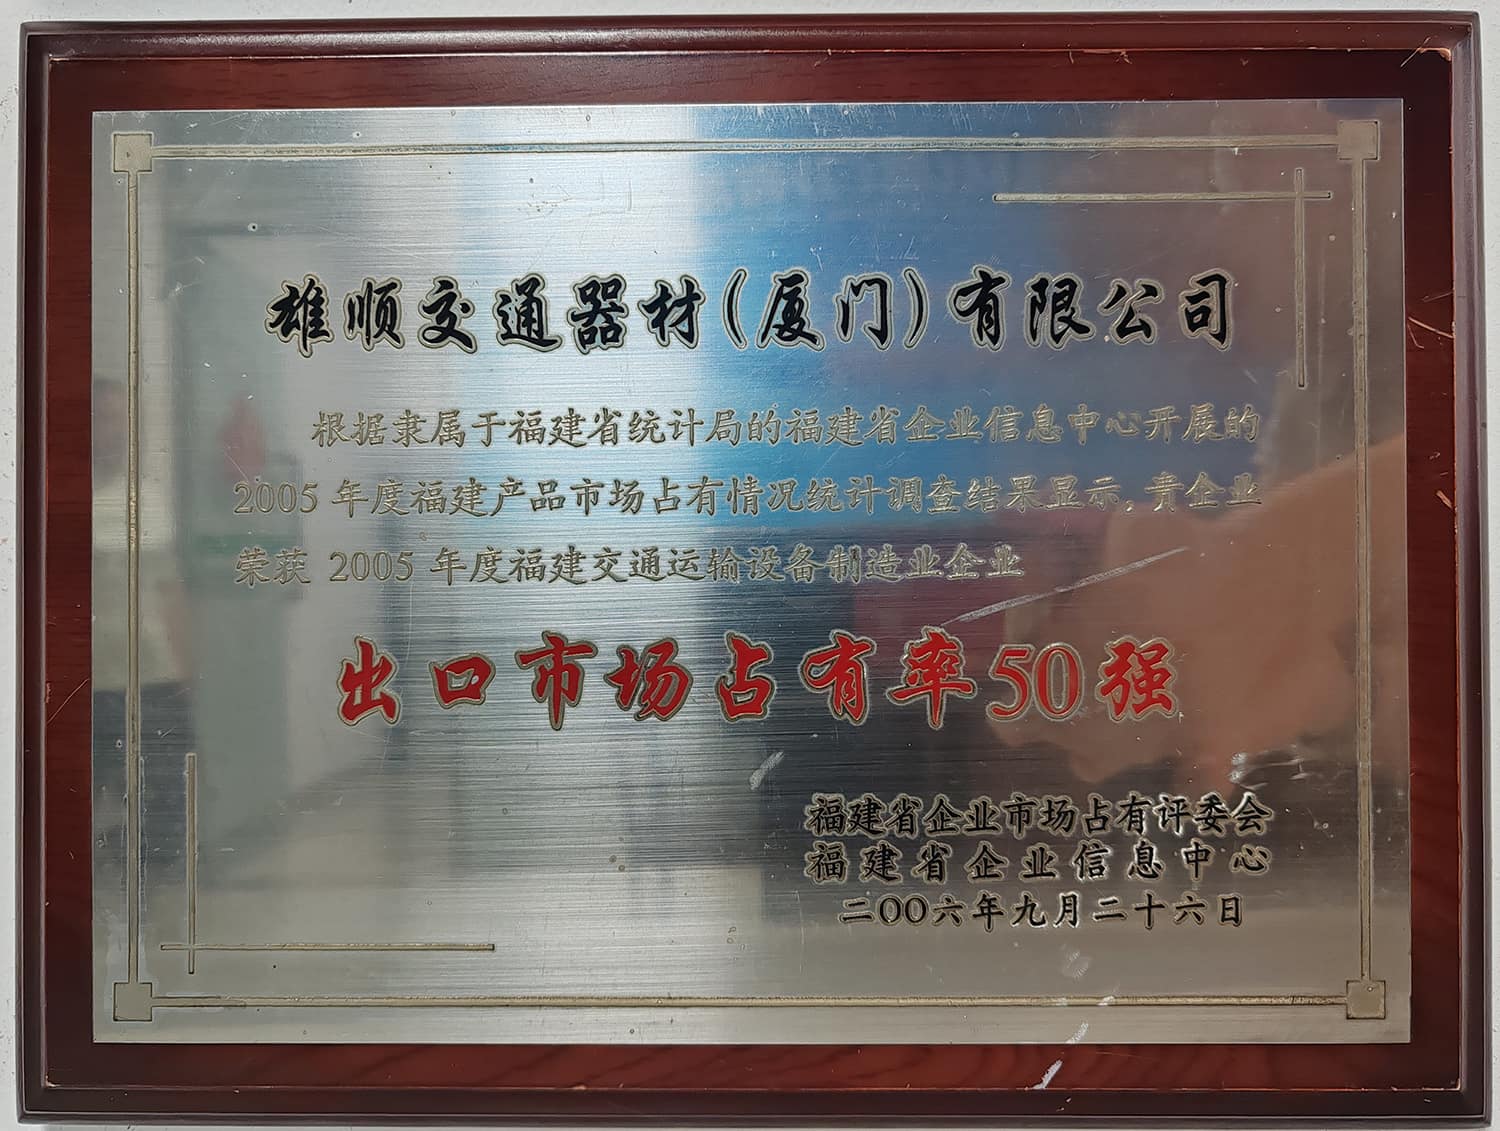 雄顺交通器材(厦门)有限公司
根据隶属于福建省统计局的福建省企业信息中心开展的
2005 年度福建产品市场占有情况统计调查结果显示, 贵企业
荣获 2005 年度福建交通运输设备制造业企业
出口市场占有率50强
福建省企业市场占有评委会
福建省企业信息中心
二OO六年九月二十六日